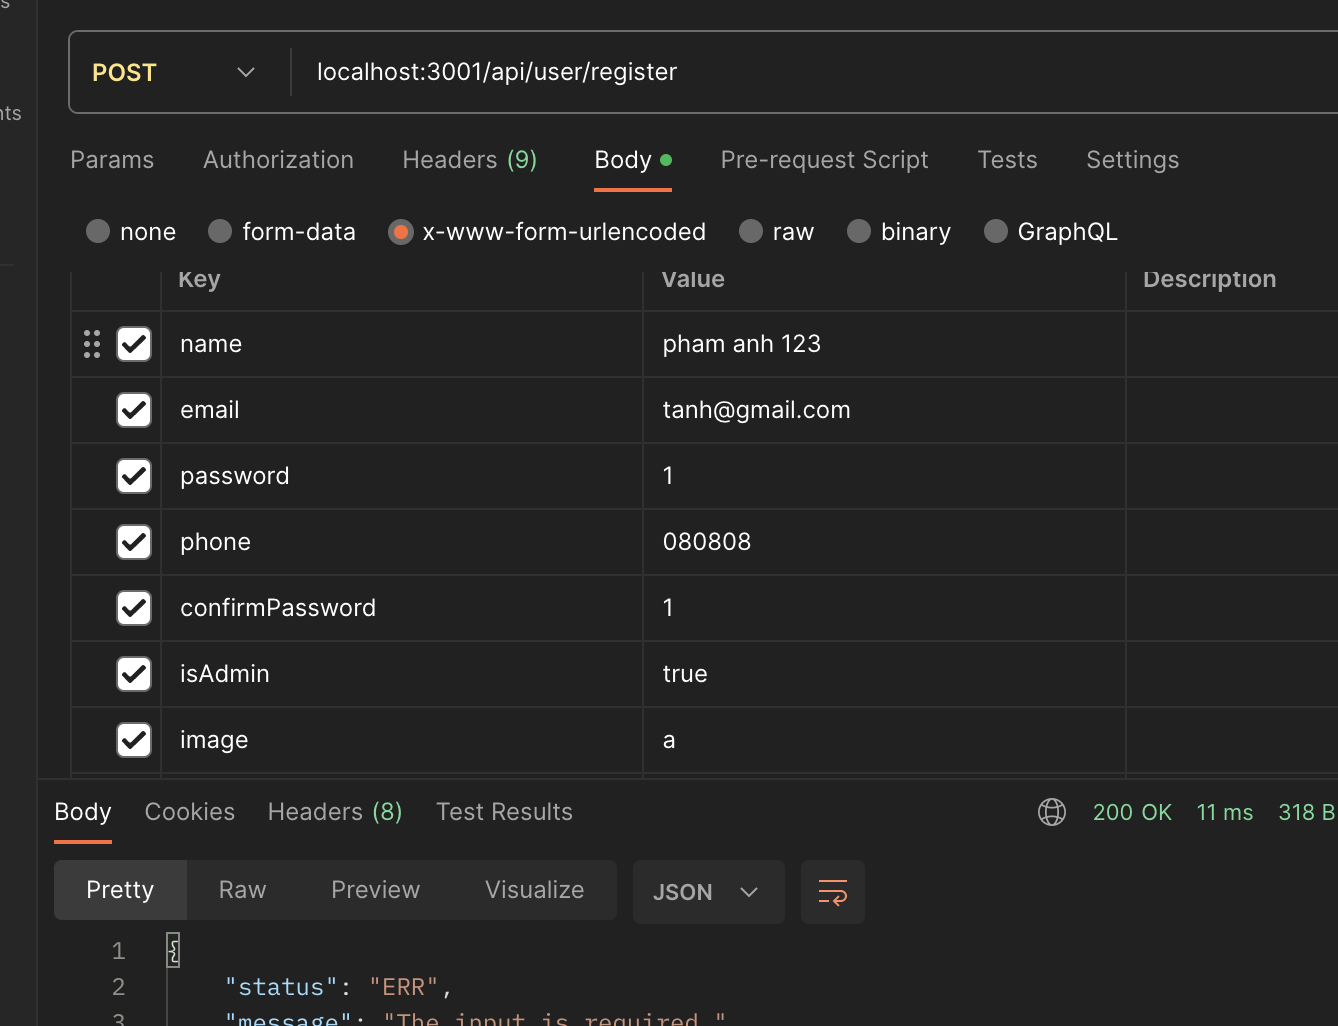 s
nts
POST localhost:3001/api/user/register
Params Authorization Headers (9) Body Pre-request Script Tests Settings
none form-data x-www-form-urlencoded raw binary GraphQL
Key Value Description
name pham anh 123
email tanh@gmail.com
password 1
phone 080808
confirmPassword 1
isAdmin true
image a
Body Cookies Headers (8) Test Results 200 OK 11 ms 318 B
Pretty Raw Preview Visualize JSON
1 {
2 "status": "ERR",
3 "message": "The input is required "